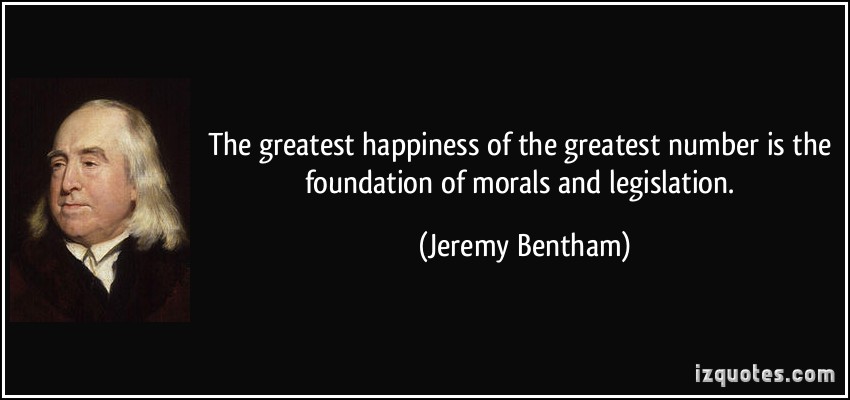 The greatest happiness of the greatest number is the
foundation of morals and legislation.
(Jeremy Bentham)
izquotes.com